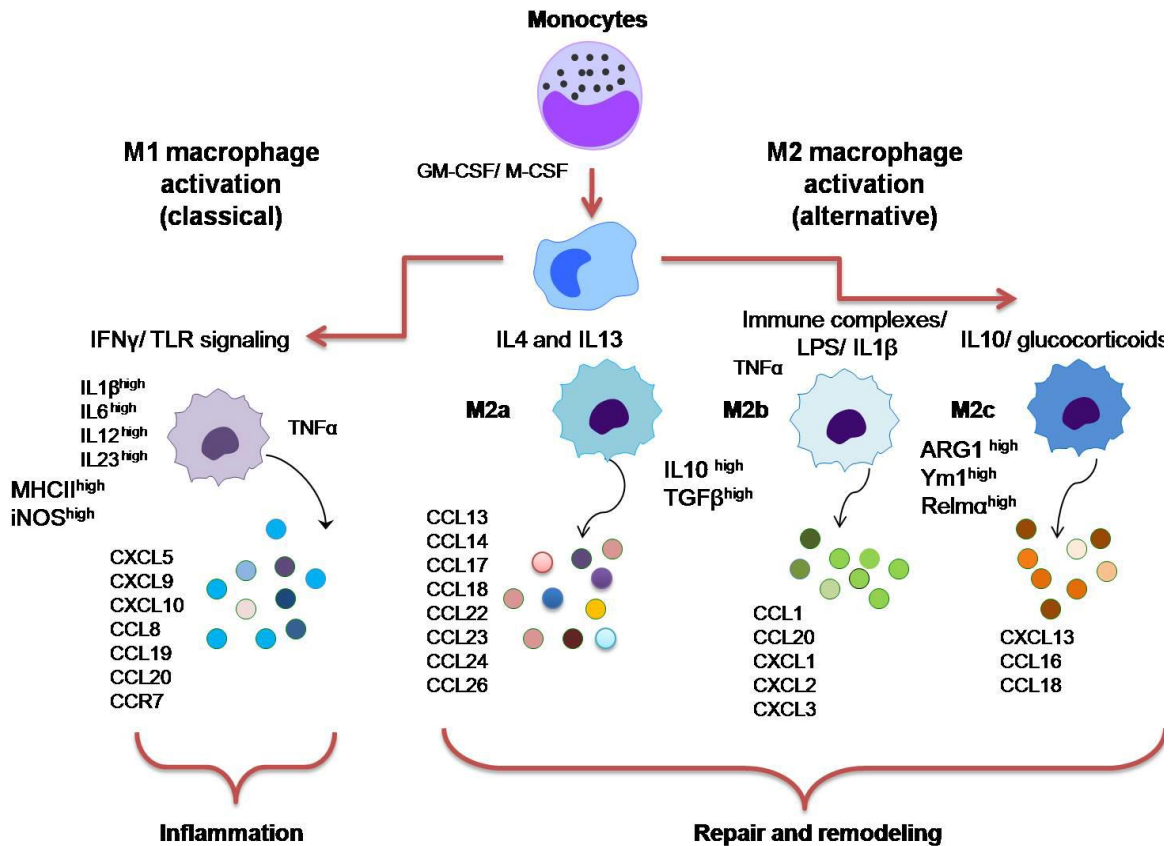 Monocytes
M1 macrophage
activation
(classical)
GM-CSF/ M-CSF
M2 macrophage
activation
(alternative)
IFNγ/ TLR signaling
IL1βhigh
IL6high
IL12high
IL23high
TNFα
MHCIIhigh
iNOShigh
CXCL5
CXCL9
CXCL10
CCL8
CCL19
CCL20
CCR7
IL4 and IL13
M2a
IL10 high
TGFβhigh
CCL13
CCL14
CCL17
CCL18
CCL22
CCL23
CCL24
CCL26
Immune complexes/
LPS/ IL1β
TNFα
M2b
CCL1
CCL20
CXCL1
CXCL2
CXCL3
IL10/ glucocorticoids
M2c
ARG1 high
Ym1high
Relmαhigh
CXCL13
CCL16
CCL18
Inflammation
Repair and remodeling